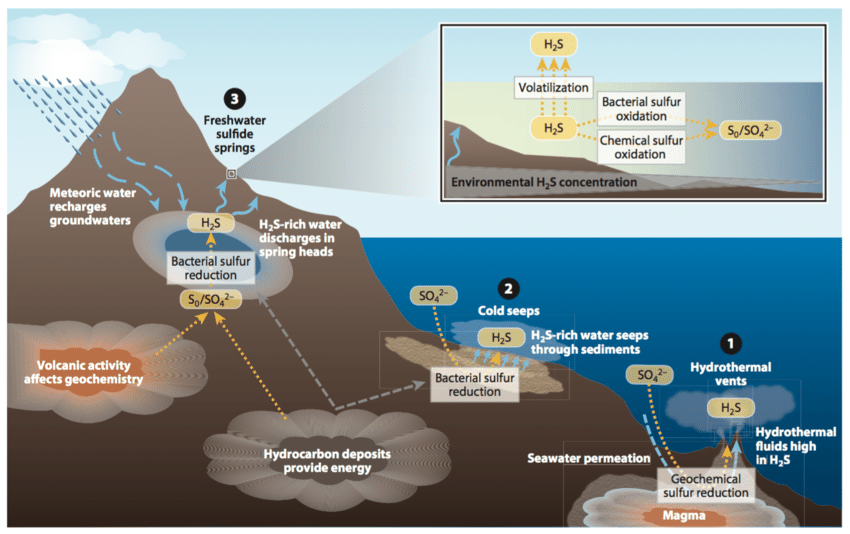 3
Freshwater
sulfide
springs
Meteoric water
recharges
groundwaters
H₂S
H₂S-rich water
discharges in
spring heads
Bacterial sulfur
reduction
S₀/SO₄²⁻
Volcanic activity
affects geochemistry
Hydrocarbon deposits
provide energy
H₂S
Volatilization
H₂S
Bacterial sulfur
oxidation
Chemical sulfur
oxidation
S₀/SO₄²⁻
Environmental H₂S concentration
2
Cold seeps
SO₄²⁻
H₂S
H₂S-rich water seeps
through sediments
Bacterial sulfur
reduction
1
Hydrothermal
vents
SO₄²⁻
H₂S
Hydrothermal
fluids high
in H₂S
Seawater permeation
Geochemical
sulfur reduction
Magma